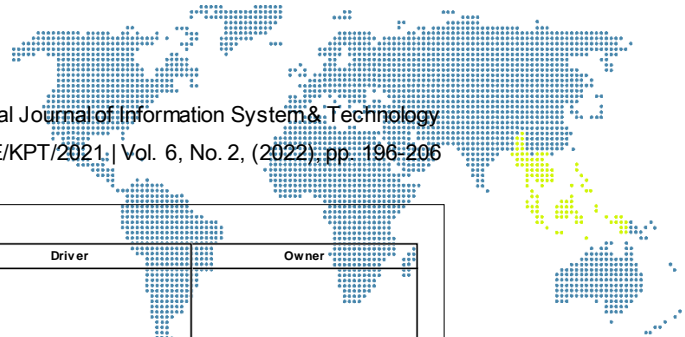 al Journal of Information System & Technology
E/KPT/2021 | Vol. 6, No. 2, (2022), pp. 196-206
Driver
Owner